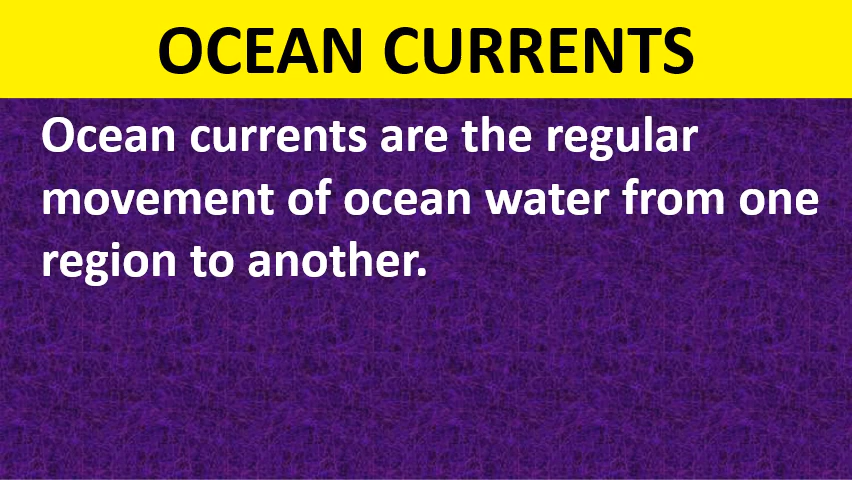 OCEAN CURRENTS
Ocean currents are the regular
movement of ocean water from one
region to another.